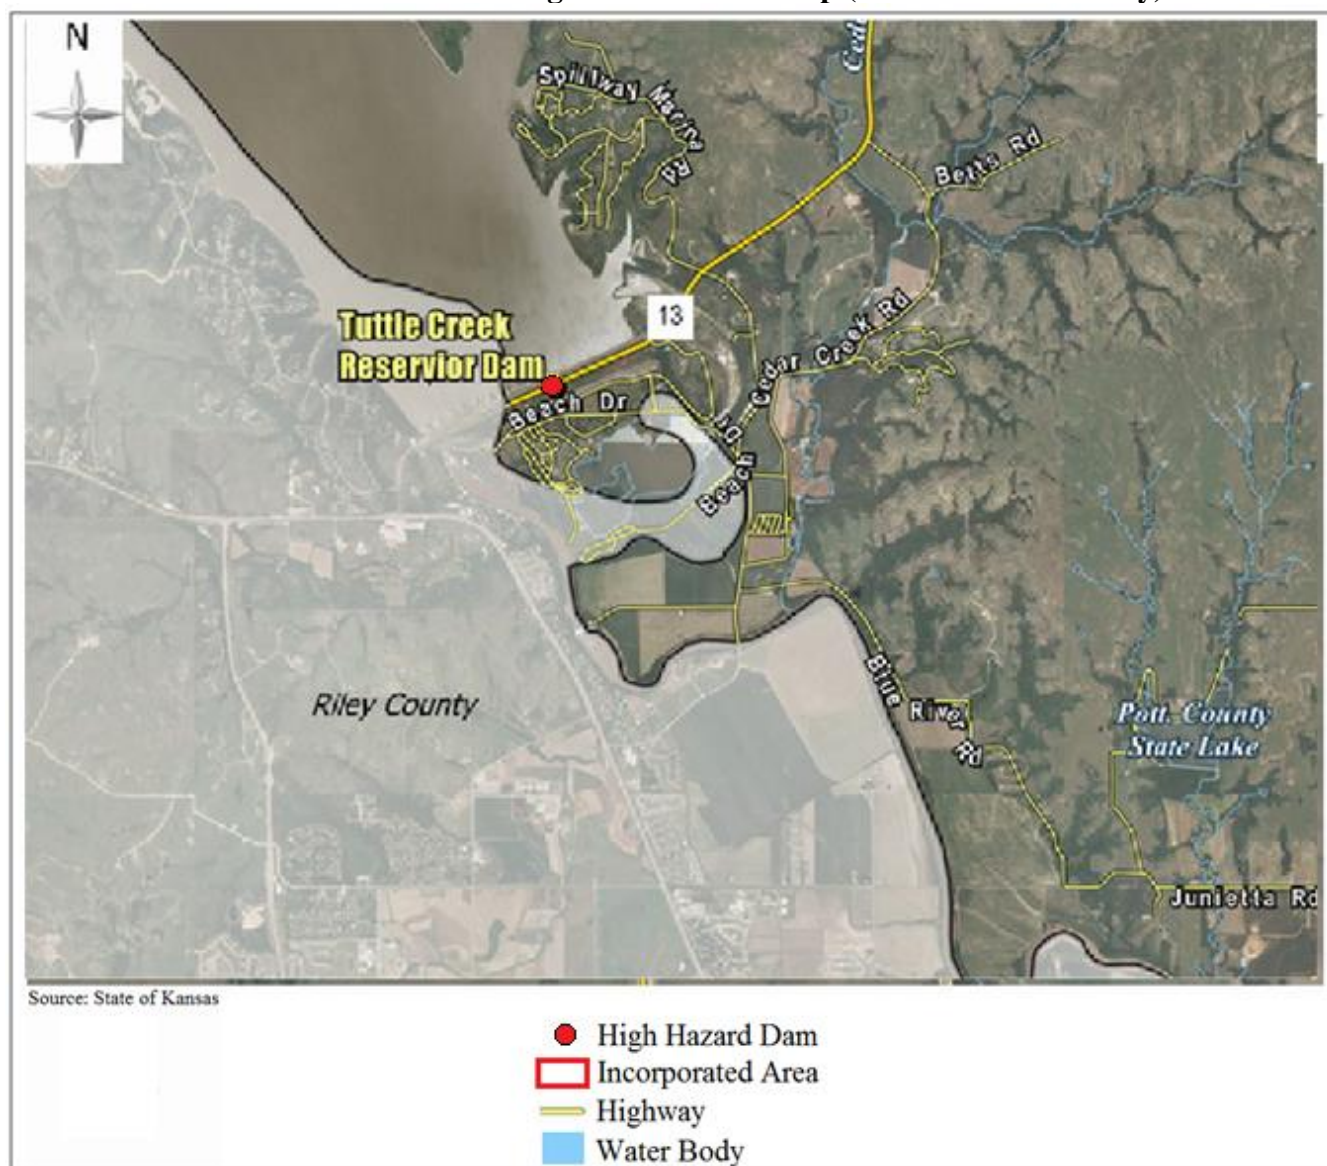 N
Ced
Spillway Marina Rd
Betts Rd
13
Tuttle Creek
Reservior Dam
Cedar Creek Rd
Beach Dr
Beach Dr
Blue River Rd
Riley County
Pott. County
State Lake
Junietta Rd
Source: State of Kansas
High Hazard Dam
Incorporated Area
Highway
Water Body